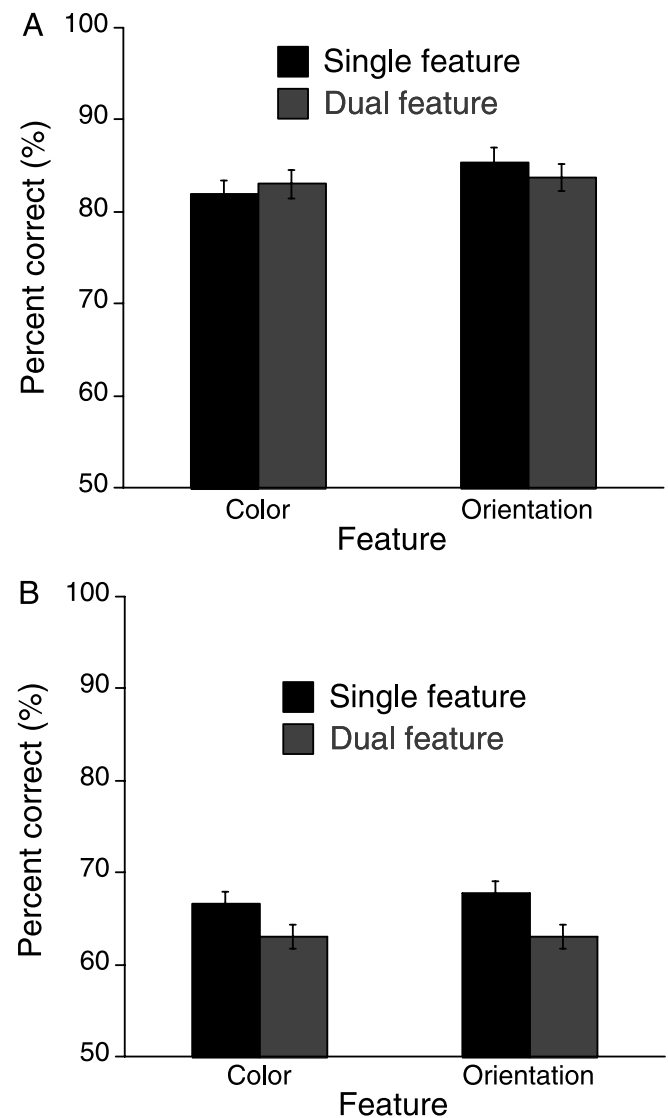 A
Percent correct (%)
100
90
80
70
60
50
Single feature
Dual feature
Color
Orientation
Feature
B
Percent correct (%)
100
90
80
70
60
50
Single feature
Dual feature
Color
Orientation
Feature